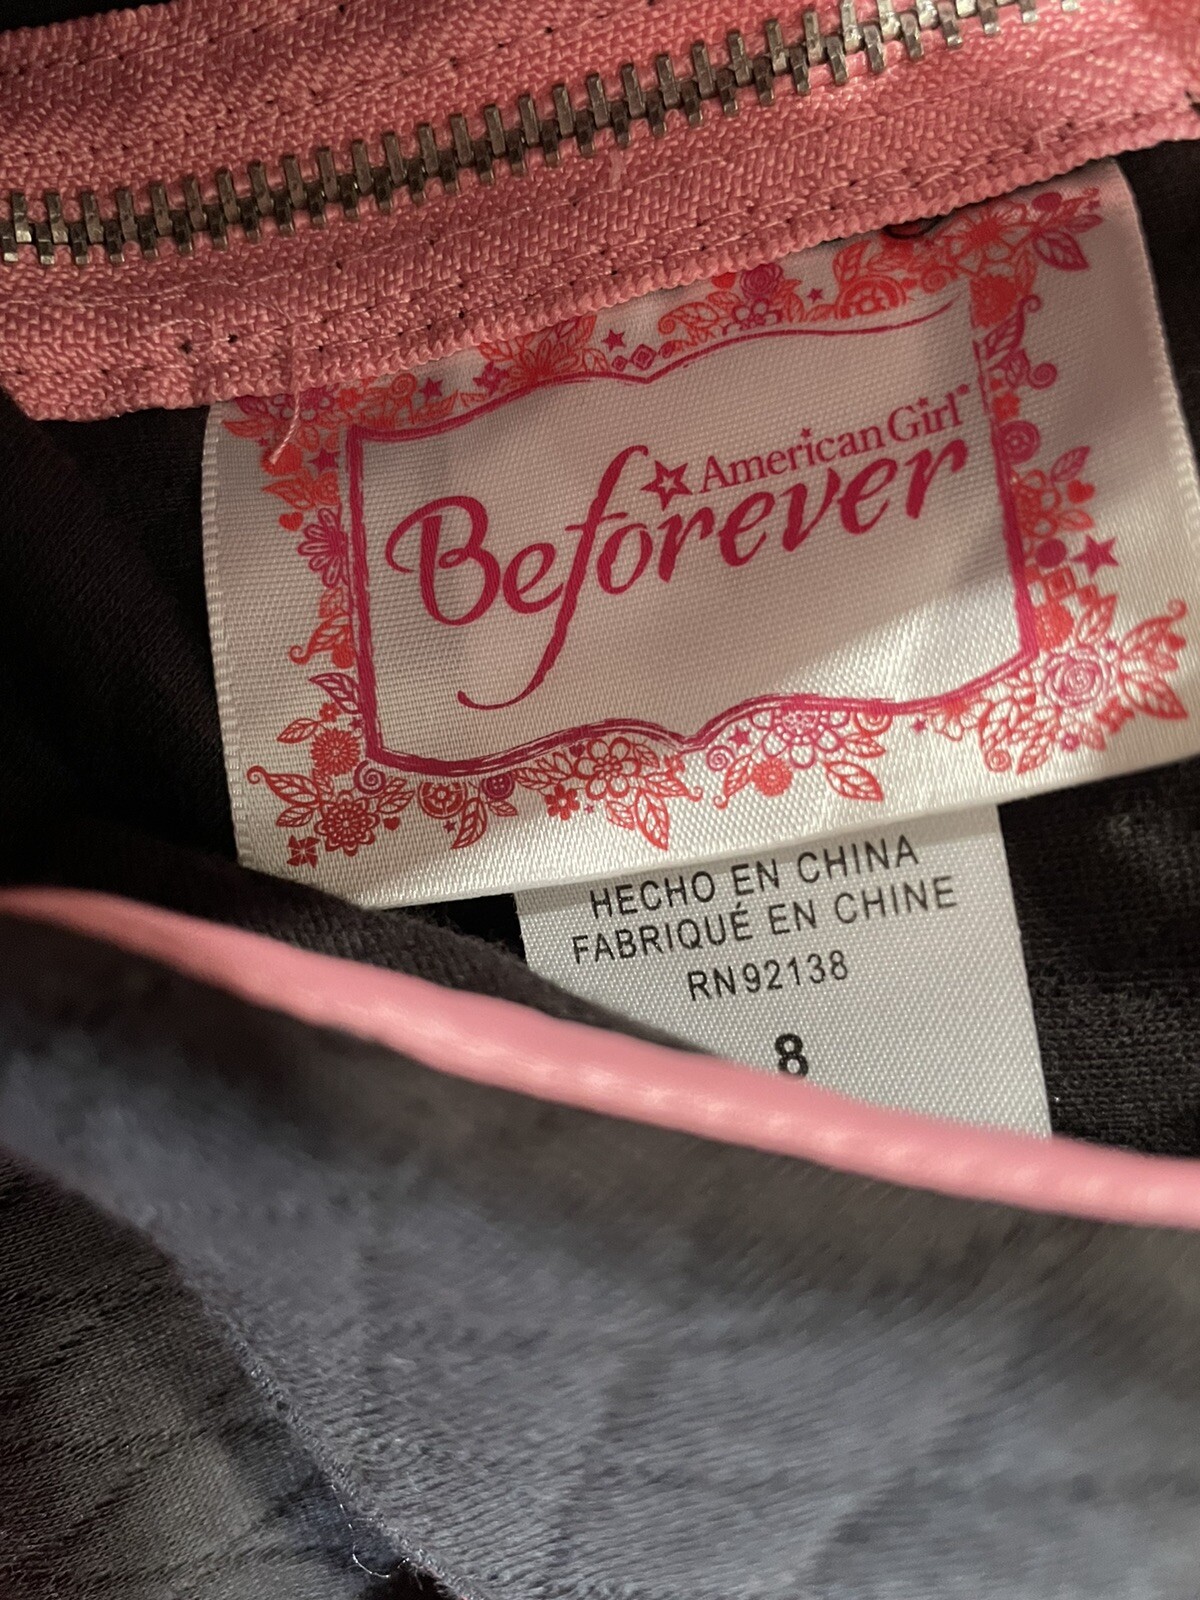 American Girl®
Beforever
HECHO EN CHINA
FABRIQUÉ EN CHINE
RN92138
8